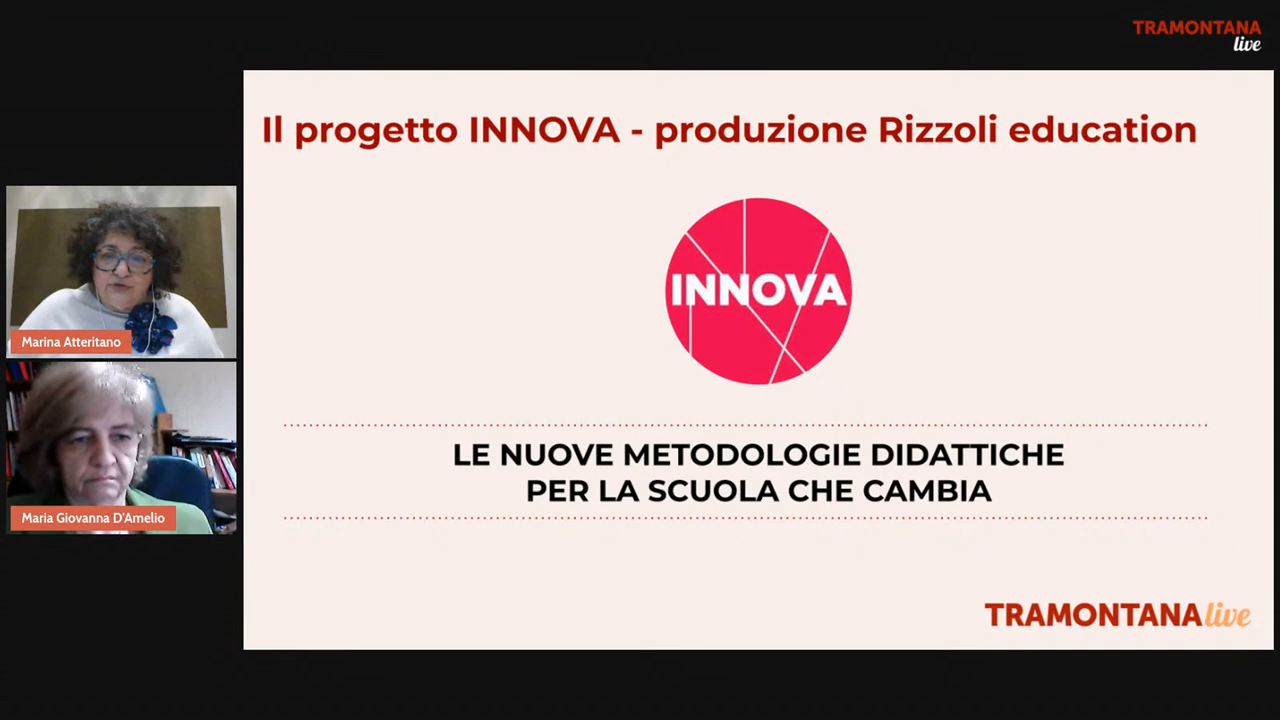 TRAMONTANA
live
Il progetto INNOVA - produzione Rizzoli education
INNOVA
Marina Atteritano
LE NUOVE METODOLOGIE DIDATTICHE
PER LA SCUOLA CHE CAMBIA
Maria Giovanna D'Amelio
TRAMONTANA live